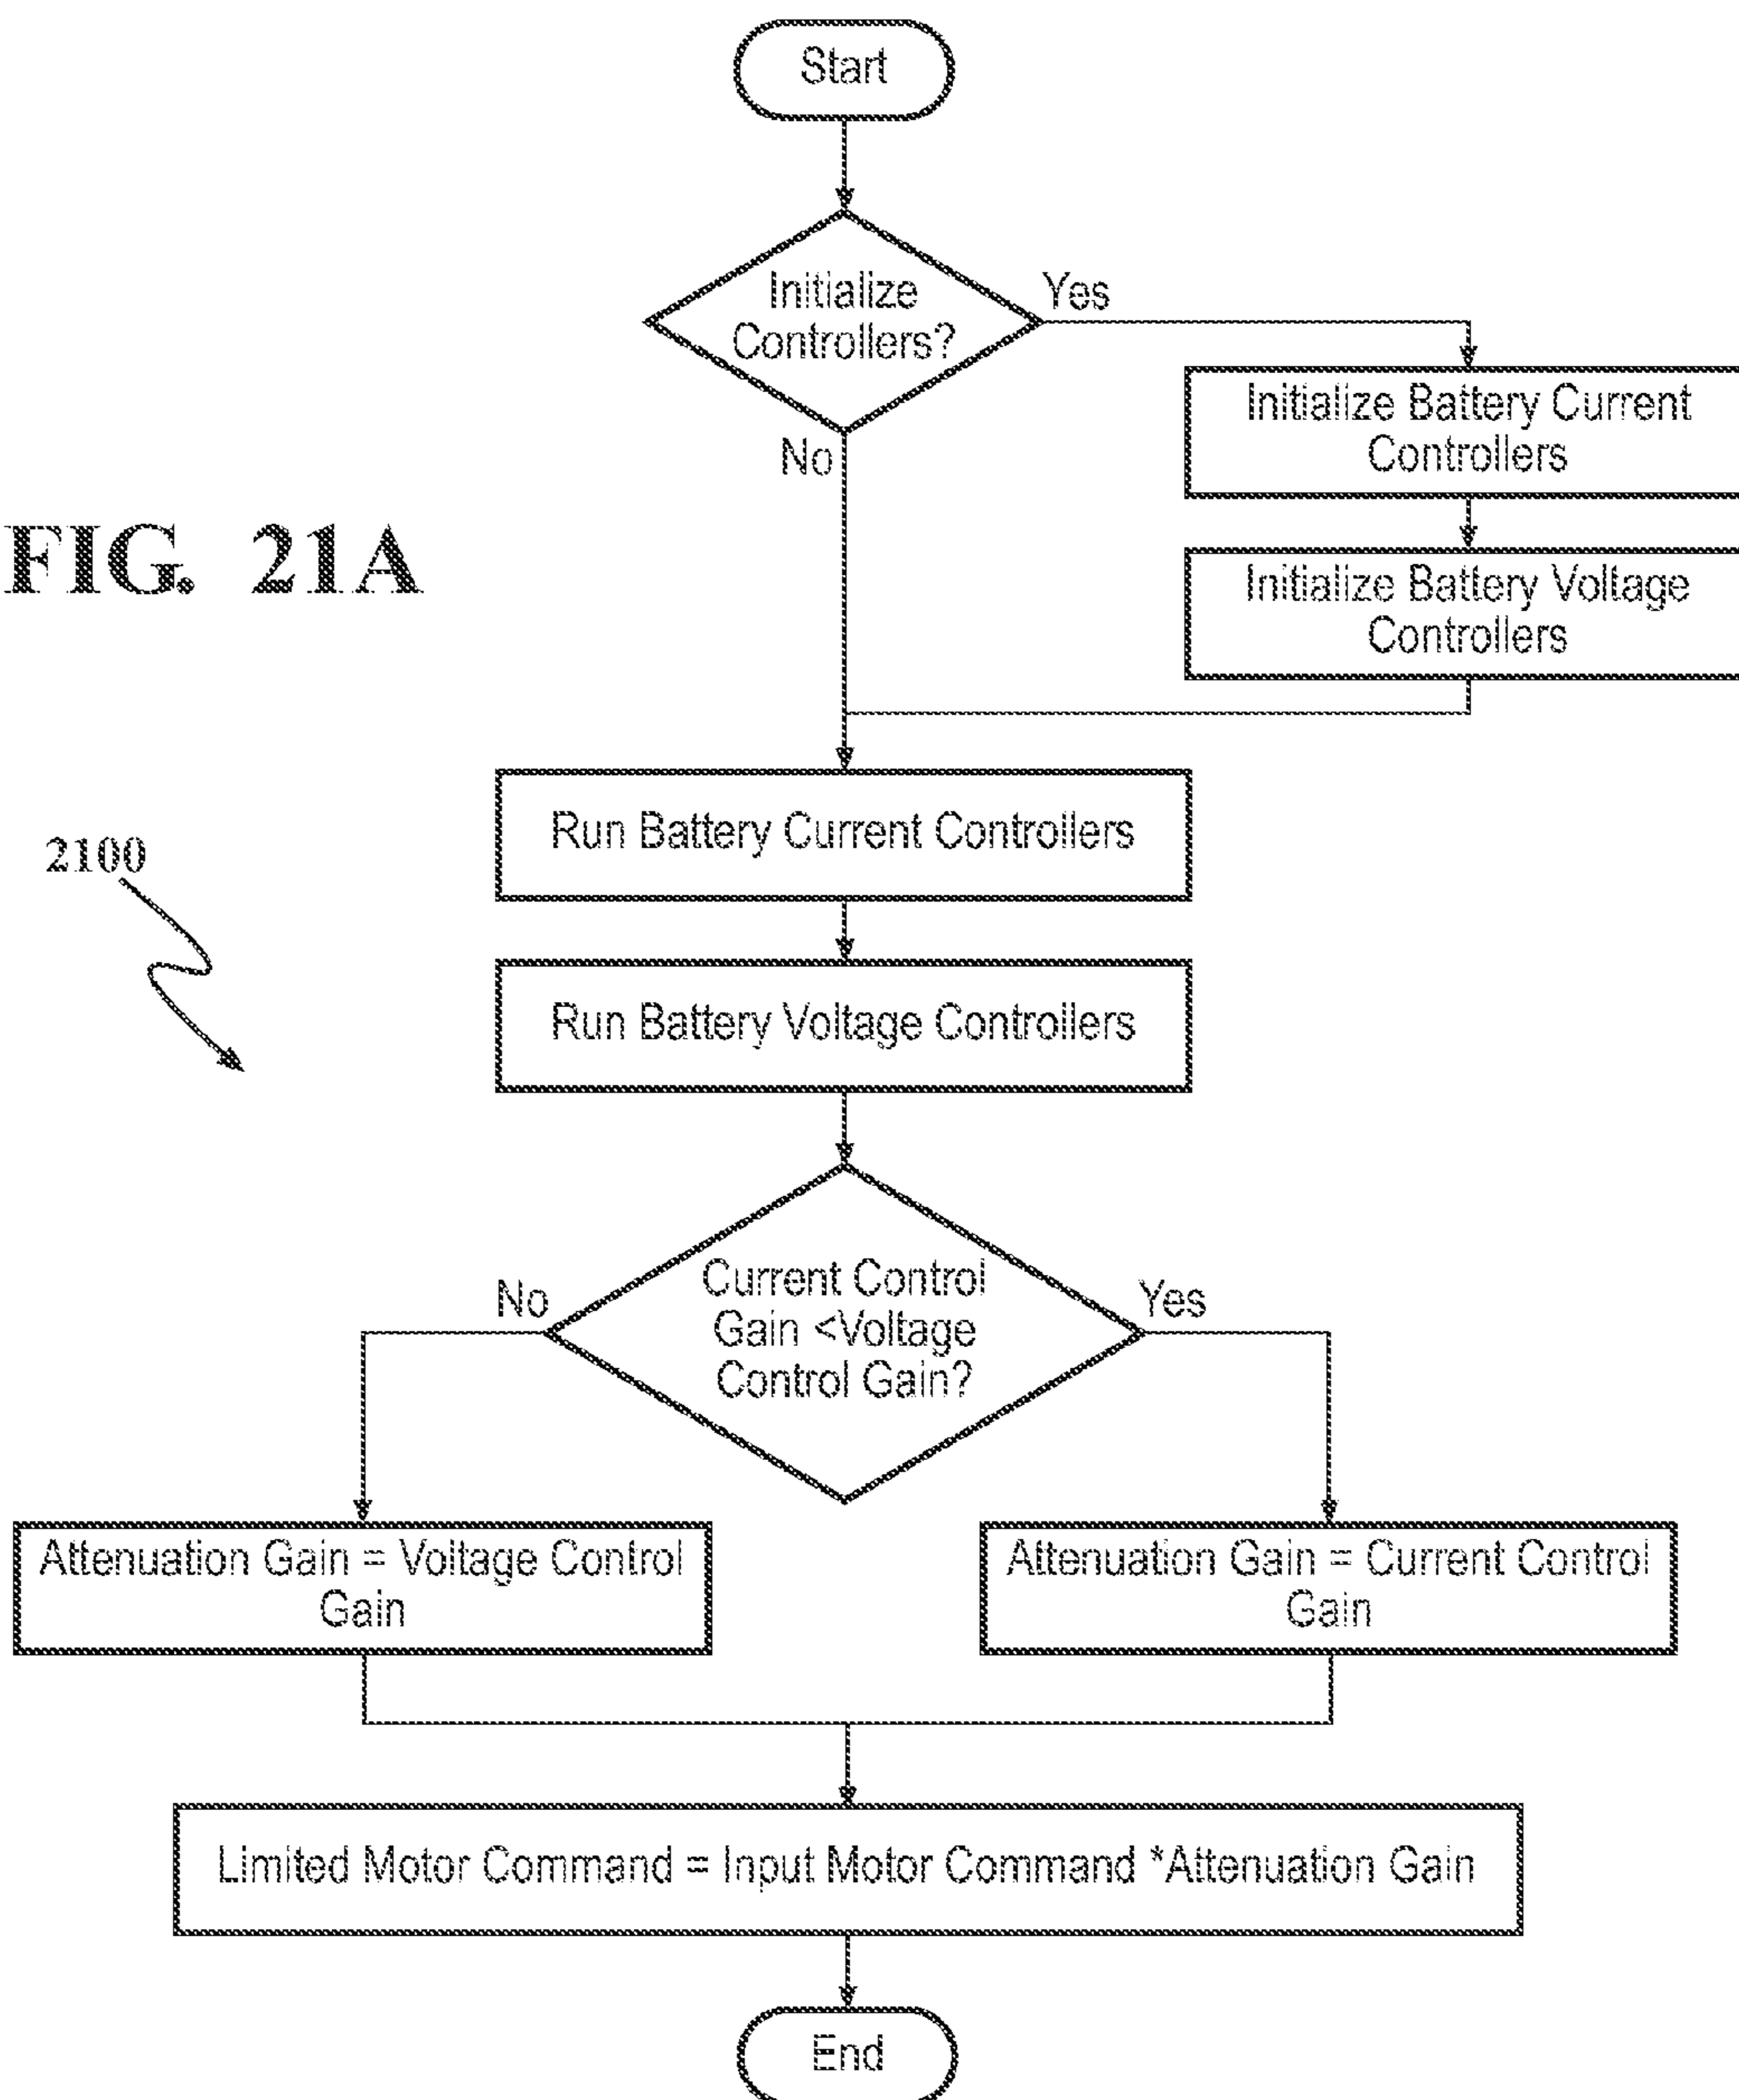 Start
Initialize
Controllers?
Yes
No
Initialize Battery Current
Controllers
Initialize Battery Voltage
Controllers
FIG. 21A
Run Battery Current Controllers
2100
Run Battery Voltage Controllers
Current Control
Gain <Voltage
Control Gain?
No
Yes
Attenuation Gain = Voltage Control
Gain
Attenuation Gain = Current Control
Gain
Limited Motor Command = Input Motor Command *Attenuation Gain
End